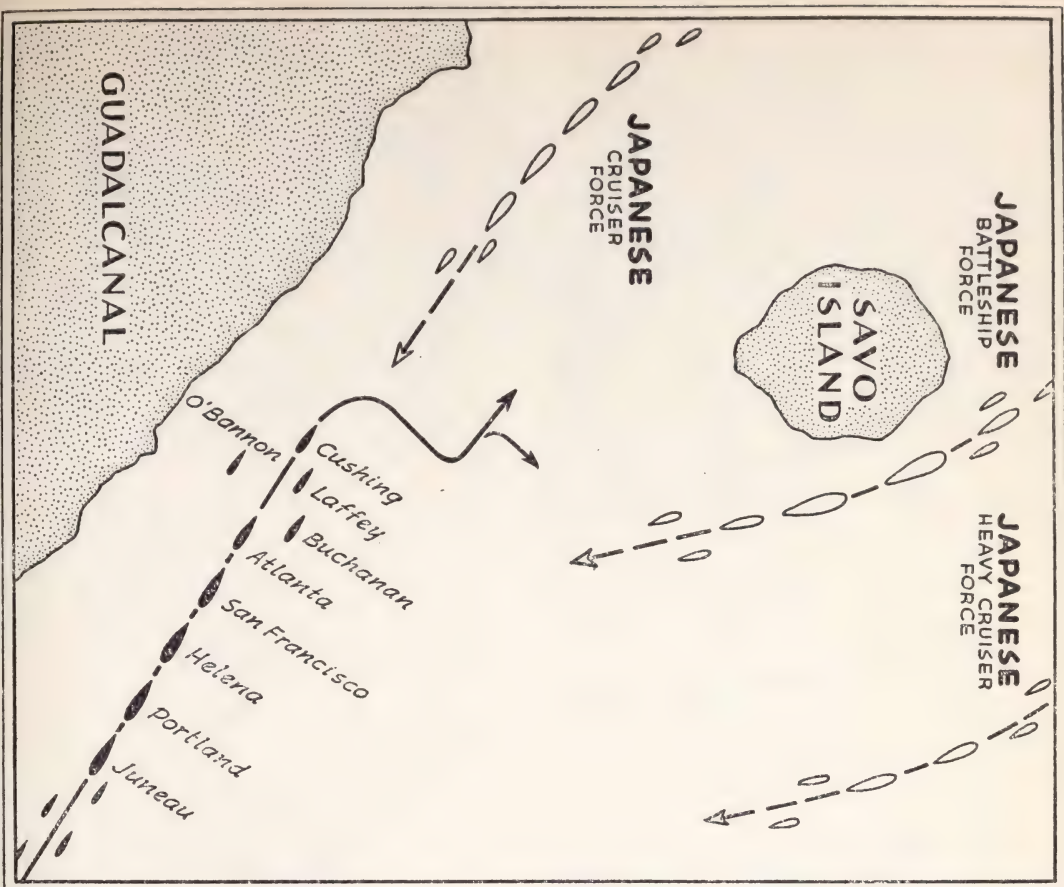 JAPANESE
BATTLESHIP
FORCE
JAPANESE
HEAVY CRUISER
FORCE
SAVO
ISLAND
JAPANESE
CRUISER
FORCE
Cushing
Laffey
Buchanan
O'Bannon
Atlanta
San Francisco
Helena
Portland
Juneau
GUADALCANAL